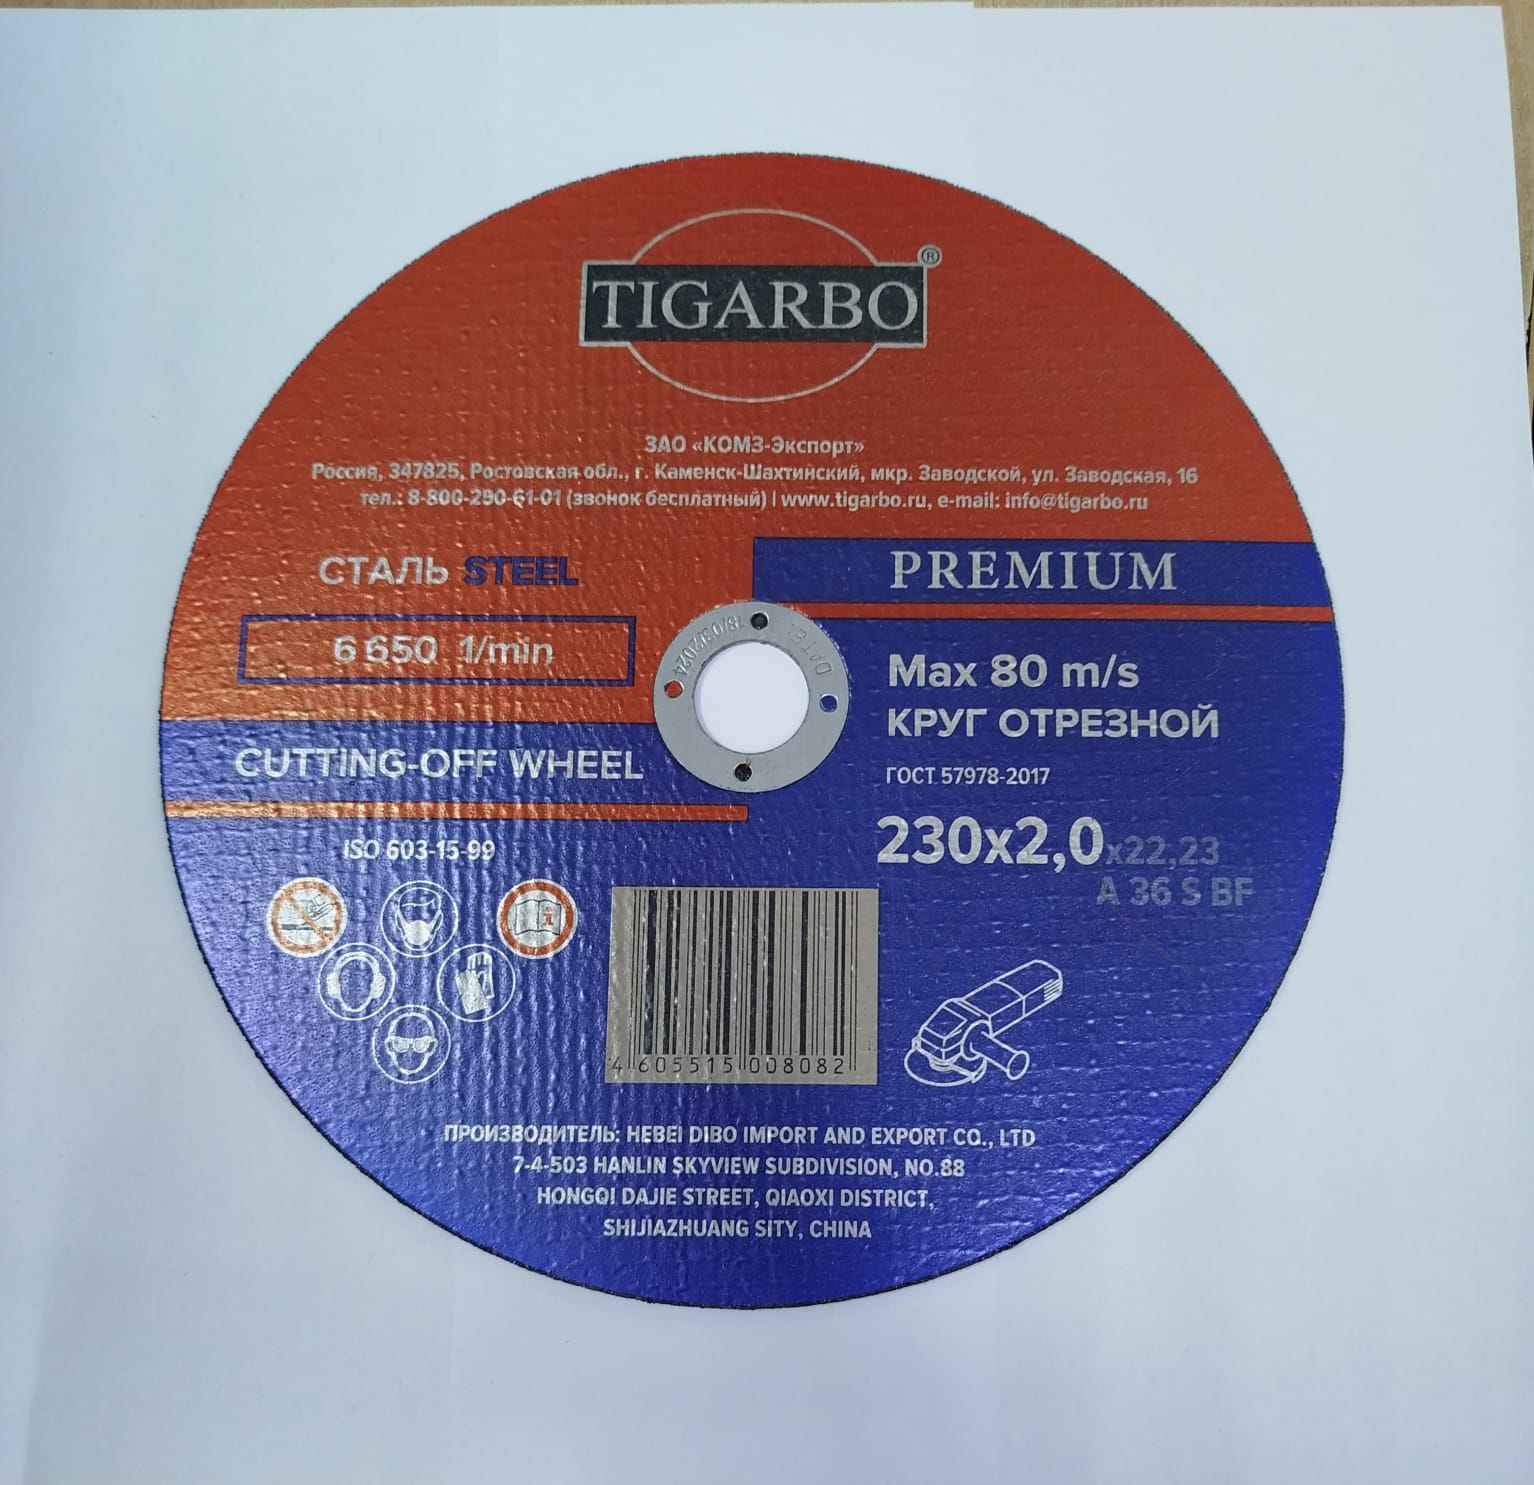 TIGARBO®
ЗАО «КОМЗ-Экспорт»
Россия, 347825, Ростовская обл., г. Каменск-Шахтинский, мкр. Заводской, ул. Заводская, 16
тел.: 8-800-290-61-01 (звонок бесплатный) | www.tigarbo.ru, e-mail: info@tigarbo.ru
СТАЛЬ STEEL
PREMIUM
6 650 1/min
DATE: 18/03/2024
Max 80 m/s
КРУГ ОТРЕЗНОЙ
CUTTING-OFF WHEEL
ГОСТ 57978-2017
230x2,0x22,23
ISO 603-15-99
A 36 S BF
4 605515 008082
ПРОИЗВОДИТЕЛЬ: HEBEI DIBO IMPORT AND EXPORT CO., LTD
7-4-503 HANLIN SKYVIEW SUBDIVISION, NO.88
HONGQI DAJIE STREET, QIAOXI DISTRICT,
SHIJIAZHUANG SITY, CHINA